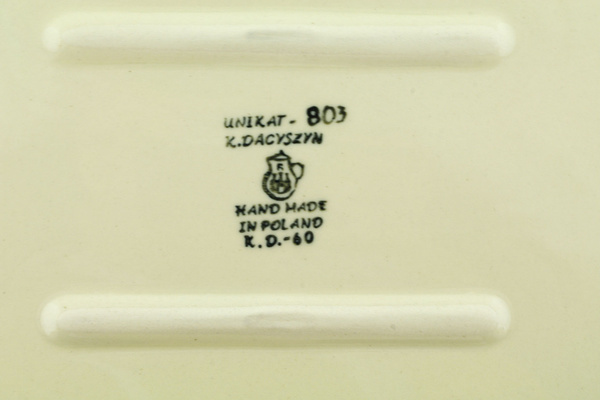 UNIKAT - 803
K.DACYSZYN
HAND MADE
IN POLAND
K.D.-60